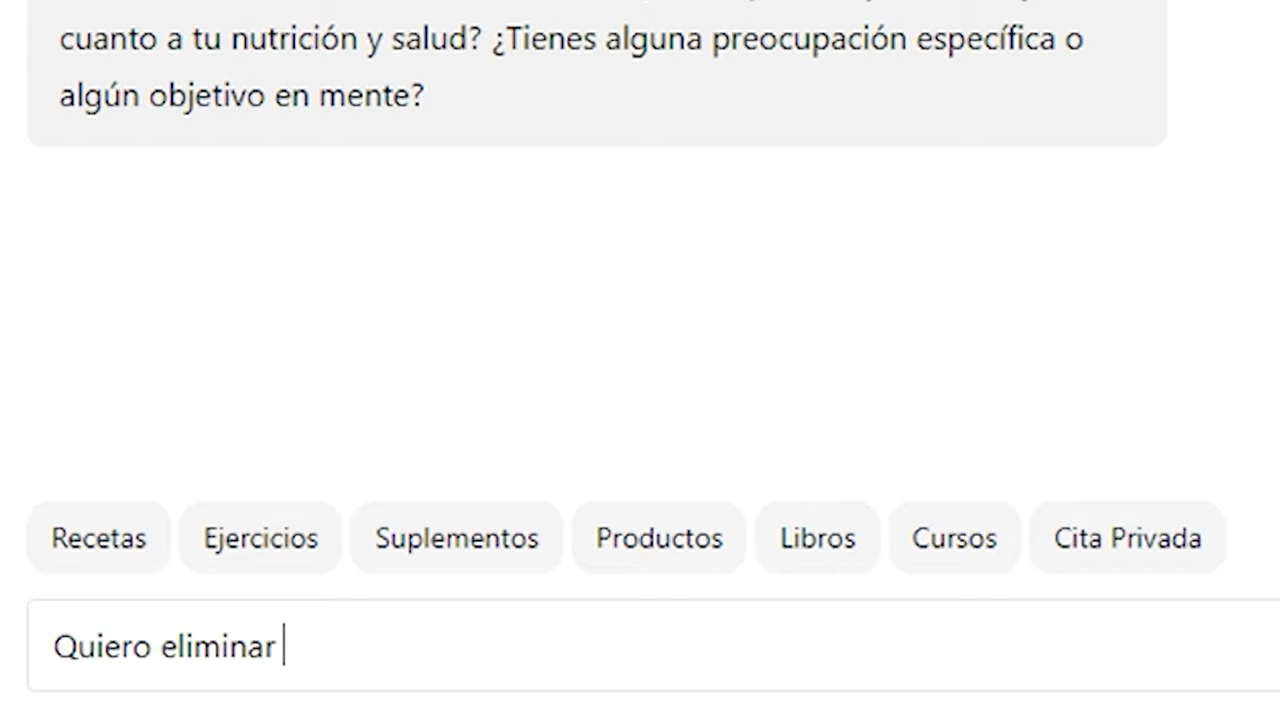 cuanto a tu nutrición y salud? ¿Tienes alguna preocupación específica o
algún objetivo en mente?
Recetas Ejercicios Suplementos Productos Libros Cursos Cita Privada
Quiero eliminar